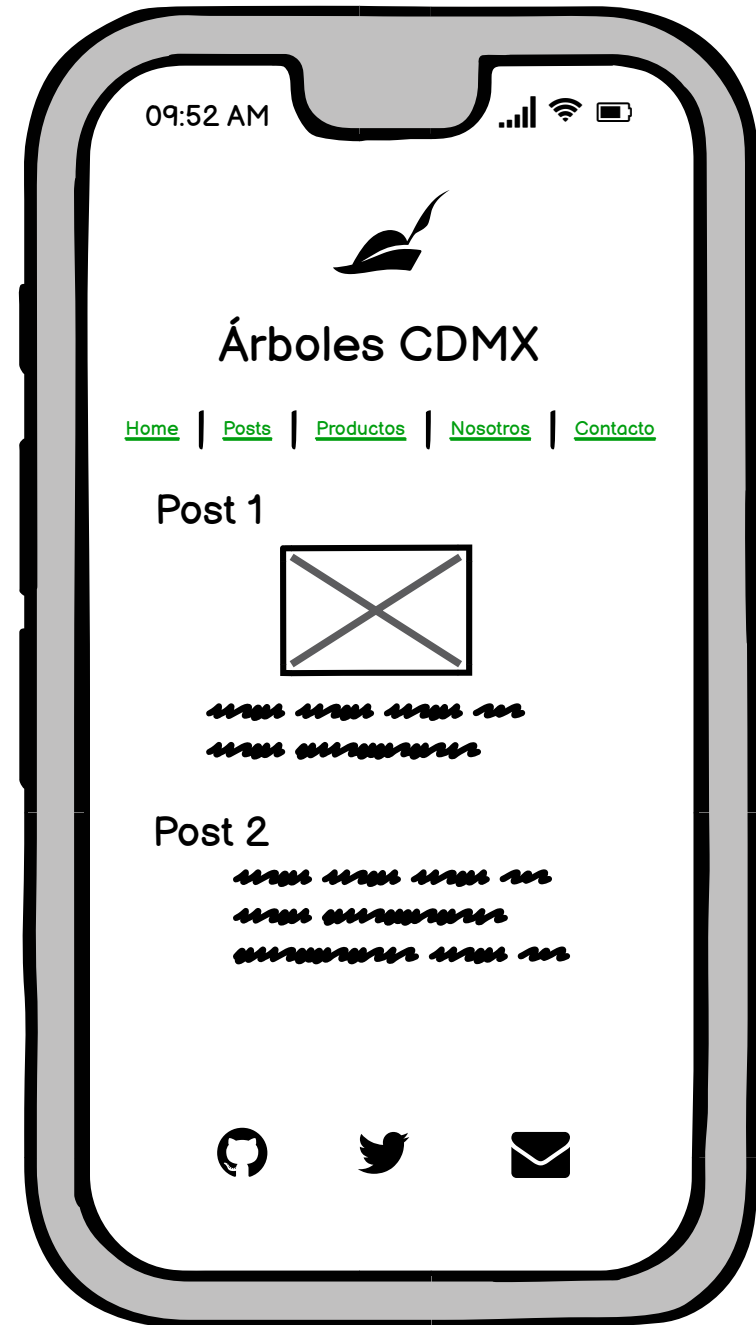 09:52 AM
Árboles CDMX
Home | Posts | Productos | Nosotros | Contacto
Post 1
Post 2